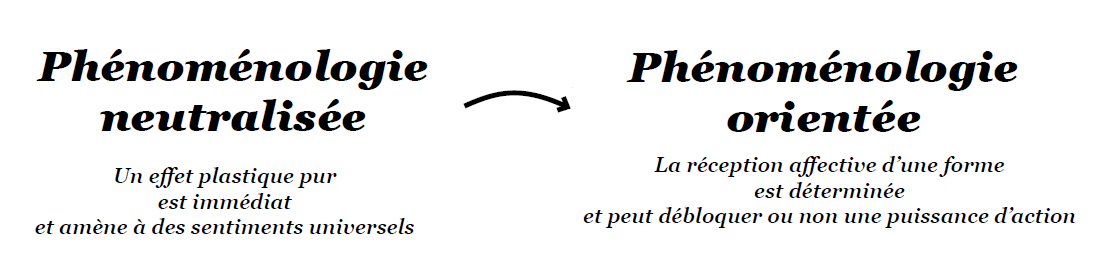 Phénoménologie
neutralisée
Un effet plastique pur
est immédiat
et amène à des sentiments universels
Phénoménologie
orientée
La réception affective d’une forme
est déterminée
et peut débloquer ou non une puissance d’action